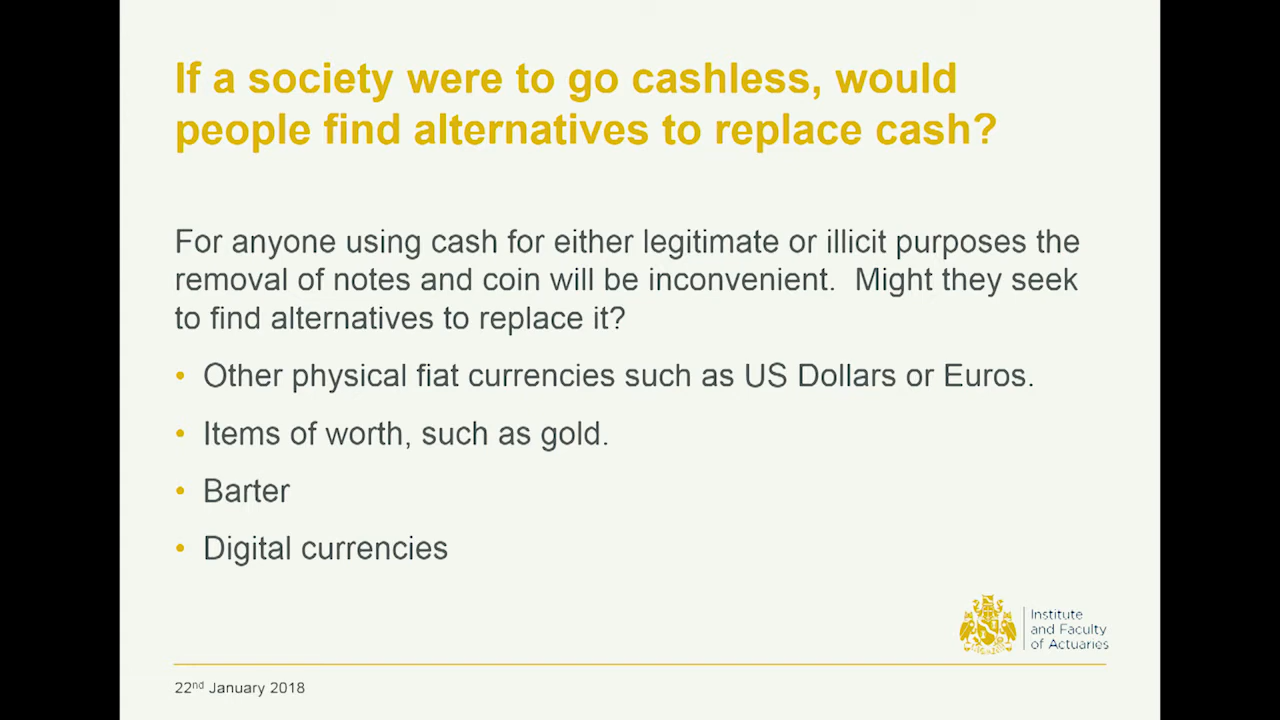 If a society were to go cashless, would
people find alternatives to replace cash?
For anyone using cash for either legitimate or illicit purposes the
removal of notes and coin will be inconvenient.  Might they seek
to find alternatives to replace it?
• Other physical fiat currencies such as US Dollars or Euros.
• Items of worth, such as gold.
• Barter
• Digital currencies
Institute
and Faculty
of Actuaries
22nd January 2018